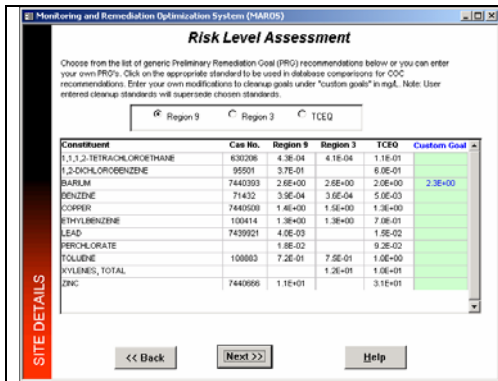 Monitoring and Remediation Optimization System (MAROS)
Risk Level Assessment
Choose from the list of generic Preliminary Remediation Goal (PRG) recommendations below or you can enter
your own PRG's. Click on the appropriate standard to be used in database comparisons for COC
recommendations. Enter your own modifications to cleanup goals under "custom goals" in mg/L. Note: User
entered cleanup standards will supersede chosen standards.
Region 9 Region 3 TCEQ
Constituent Cas No. Region 9 Region 3 TCEQ Custom Goal
1,1,1,2-TETRACHLOROETHANE 630206 4.3E-04 4.1E-04 1.1E-01
1,2-DICHLOROBENZENE 95501 3.7E-01 6.0E-01
BARIUM 7440393 2.6E+00 2.6E+00 2.0E+00 2.3E+00
BENZENE 71432 3.9E-04 3.6E-04 5.0E-03
COPPER 7440508 1.4E+00 1.5E+00 1.3E+00
ETHYLBENZENE 100414 1.3E+00 1.3E+00 7.0E-01
LEAD 7439921 4.0E-03 1.5E-02
PERCHLORATE 1.8E-02 9.2E-02
TOLUENE 108883 7.2E-01 7.5E-01 1.0E+00
XYLENES, TOTAL 1.2E+01 1.0E+01
ZINC 7440666 1.1E+01 3.1E+01
SITE DETAILS
<< Back Next >> Help